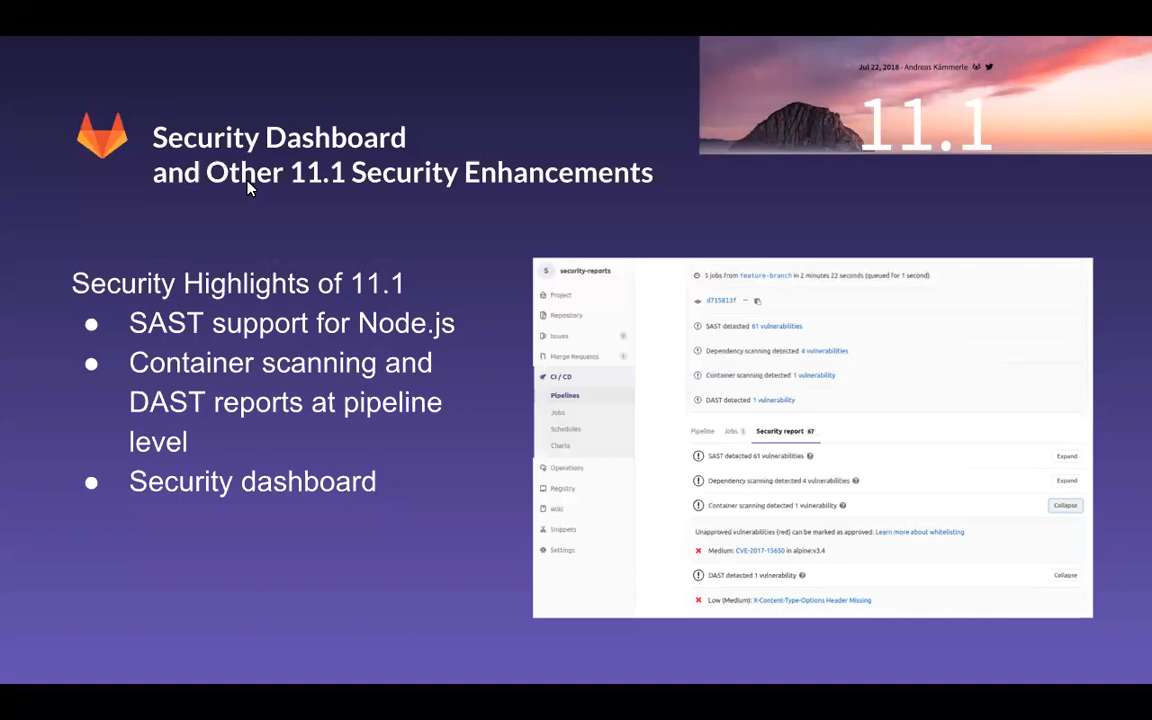 Jul 22, 2018 - Andreas Kämmerle
11.1
Security Dashboard
and Other 11.1 Security Enhancements
Security Highlights of 11.1
● SAST support for Node.js
● Container scanning and
DAST reports at pipeline
level
● Security dashboard
S security-reports
Project
Repository
Issues 0
Merge Requests 1
CI / CD
Pipelines
Jobs
Schedules
Charts
Operations
Registry
Wiki
Snippets
Settings
5 jobs from feature-branch in 2 minutes 22 seconds (queued for 1 second)
d715813f
SAST detected 61 vulnerabilities
Dependency scanning detected 4 vulnerabilities
Container scanning detected 1 vulnerability
DAST detected 1 vulnerability
Pipeline Jobs 5 Security report 67
SAST detected 61 vulnerabilities Expand
Dependency scanning detected 4 vulnerabilities Expand
Container scanning detected 1 vulnerability Collapse
Unapproved vulnerabilities (red) can be marked as approved. Learn more about whitelisting
Medium: CVE-2017-15650 in alpine:v3.4
DAST detected 1 vulnerability Collapse
Low (Medium): X-Content-Type-Options Header Missing